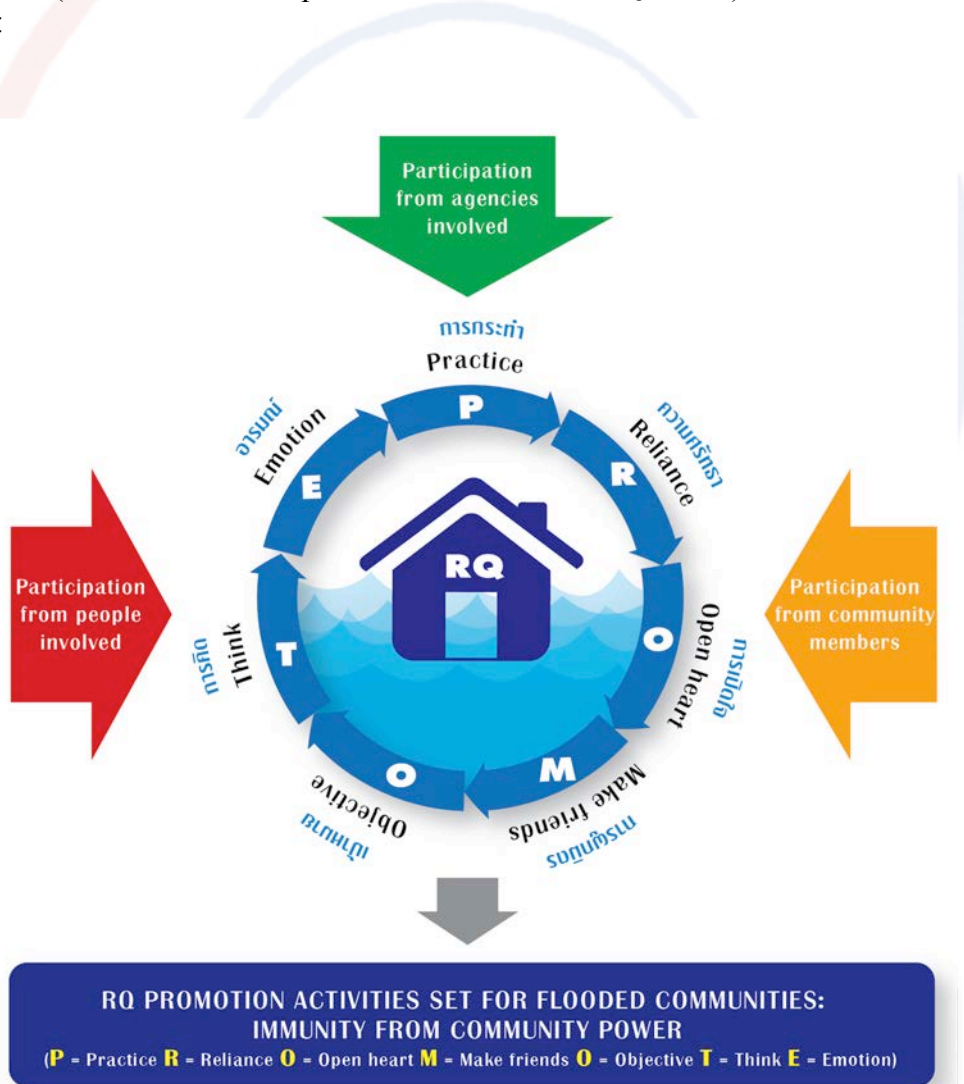 Participation
from agencies
involved
การกระทำ
Practice
P
ความศรัทธา
Reliance
R
Open heart
การเปิดใจ
O
Make friends
การผูกมิตร
M
Objective
เป้าหมาย
O
การคิด
Think
T
อารมณ์
Emotion
E
RQ
Participation
from people
involved
Participation
from community
members
RQ PROMOTION ACTIVITIES SET FOR FLOODED COMMUNITIES:
IMMUNITY FROM COMMUNITY POWER
(P = Practice R = Reliance O = Open heart M = Make friends O = Objective T = Think E = Emotion)